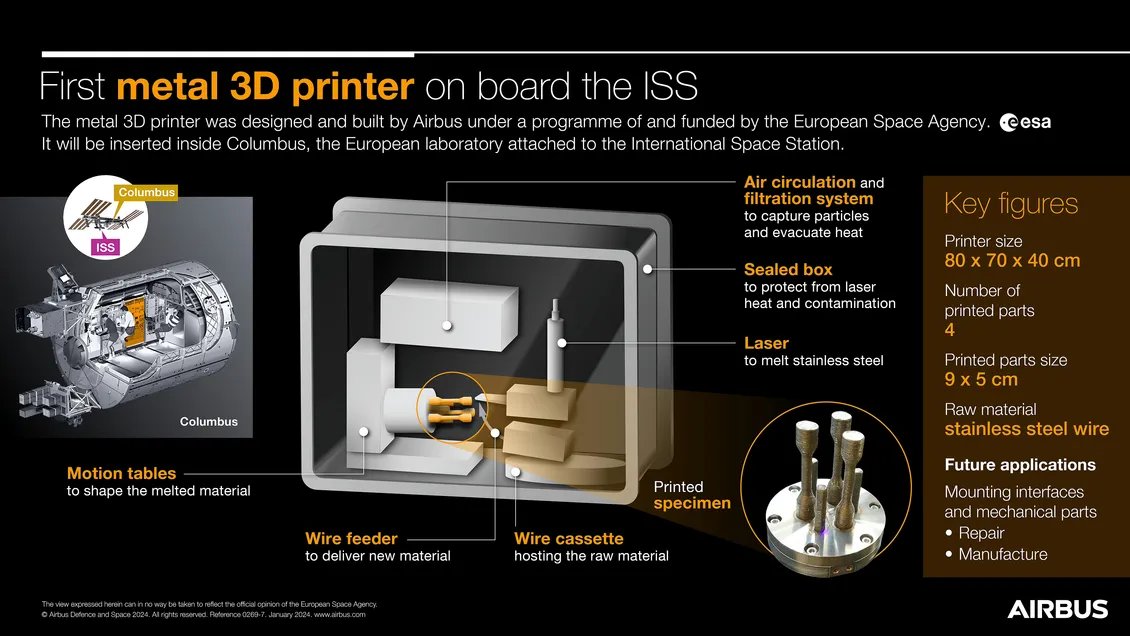 First metal 3D printer on board the ISS
The metal 3D printer was designed and built by Airbus under a programme of and funded by the European Space Agency. esa
It will be inserted inside Columbus, the European laboratory attached to the International Space Station.
Columbus
ISS
Columbus
Air circulation and
filtration system
to capture particles
and evacuate heat
Sealed box
to protect from laser
heat and contamination
Laser
to melt stainless steel
Motion tables
to shape the melted material
Wire feeder
to deliver new material
Wire cassette
hosting the raw material
Printed
specimen
Key figures
Printer size
80 x 70 x 40 cm
Number of
printed parts
4
Printed parts size
9 x 5 cm
Raw material
stainless steel wire
Future applications
Mounting interfaces
and mechanical parts
• Repair
• Manufacture
The view expressed herein can in no way be taken to reflect the official opinion of the European Space Agency.
© Airbus Defence and Space 2024. All rights reserved. Reference 0269-7. January 2024. www.airbus.com
AIRBUS